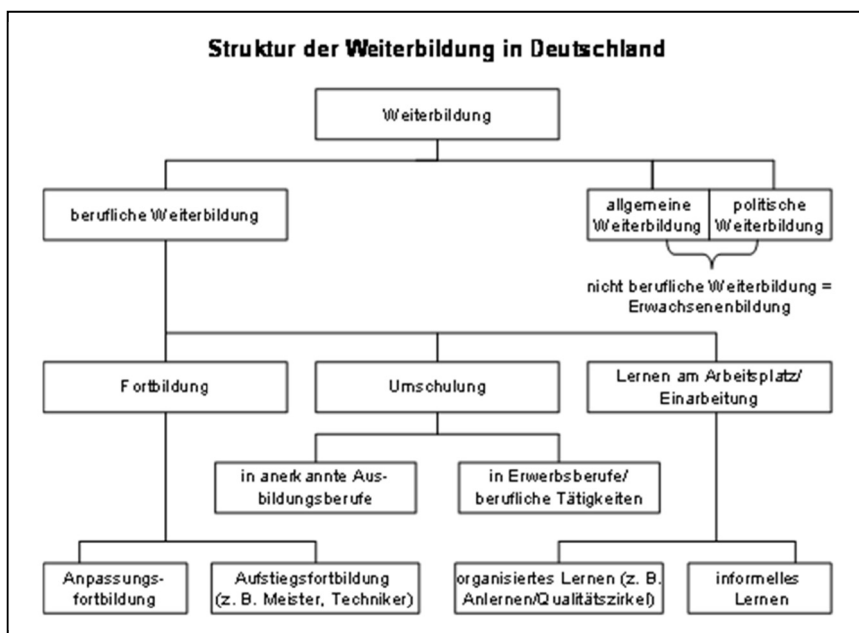 Struktur der Weiterbildung in Deutschland
Weiterbildung
berufliche Weiterbildung
allgemeine
Weiterbildung
politische
Weiterbildung
nicht berufliche Weiterbildung =
Erwachsenenbildung
Fortbildung
Umschulung
Lernen am Arbeitsplatz/
Einarbeitung
in anerkannte Aus-
bildungsberufe
in Erwerbsberufe/
berufliche Tätigkeiten
Anpassungs-
fortbildung
Aufstiegsfortbildung
(z. B. Meister, Techniker)
organisiertes Lernen (z. B.
Anlernen/Qualitätszirkel)
informelles
Lernen